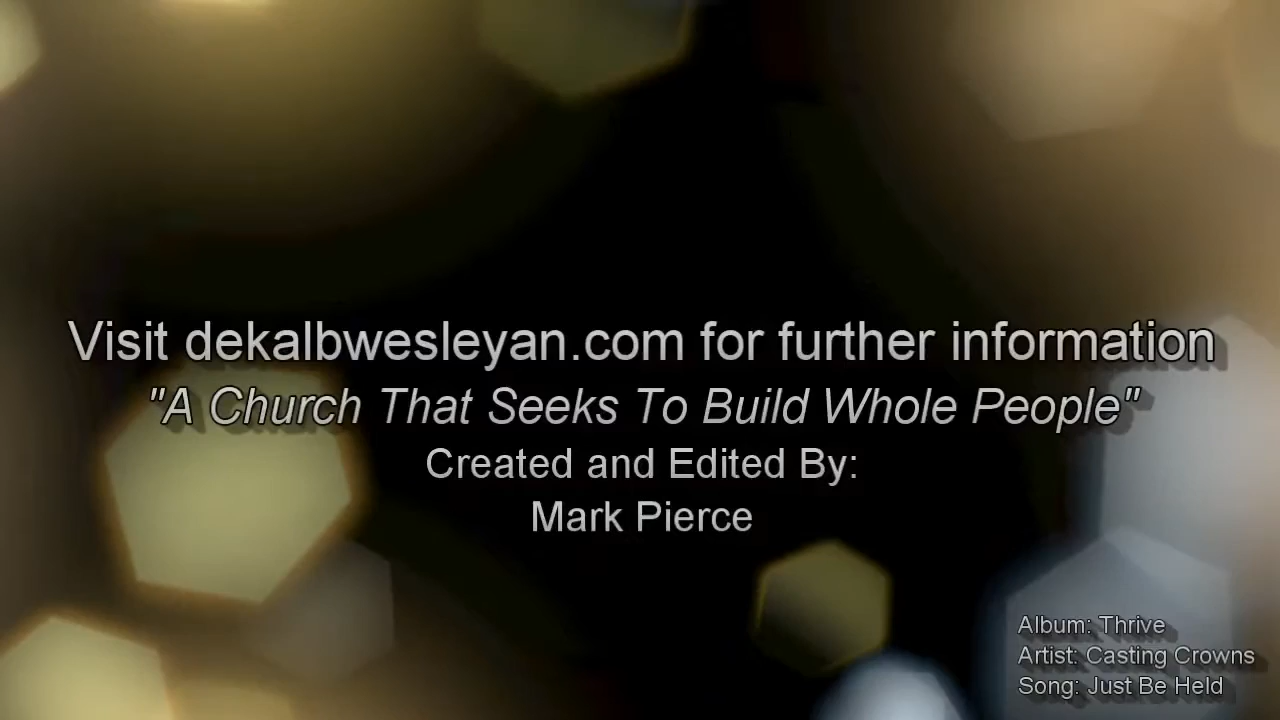 Visit dekalbwesleyan.com for further information
"A Church That Seeks To Build Whole People"
Created and Edited By:
Mark Pierce
Album: Thrive
Artist: Casting Crowns
Song: Just Be Held